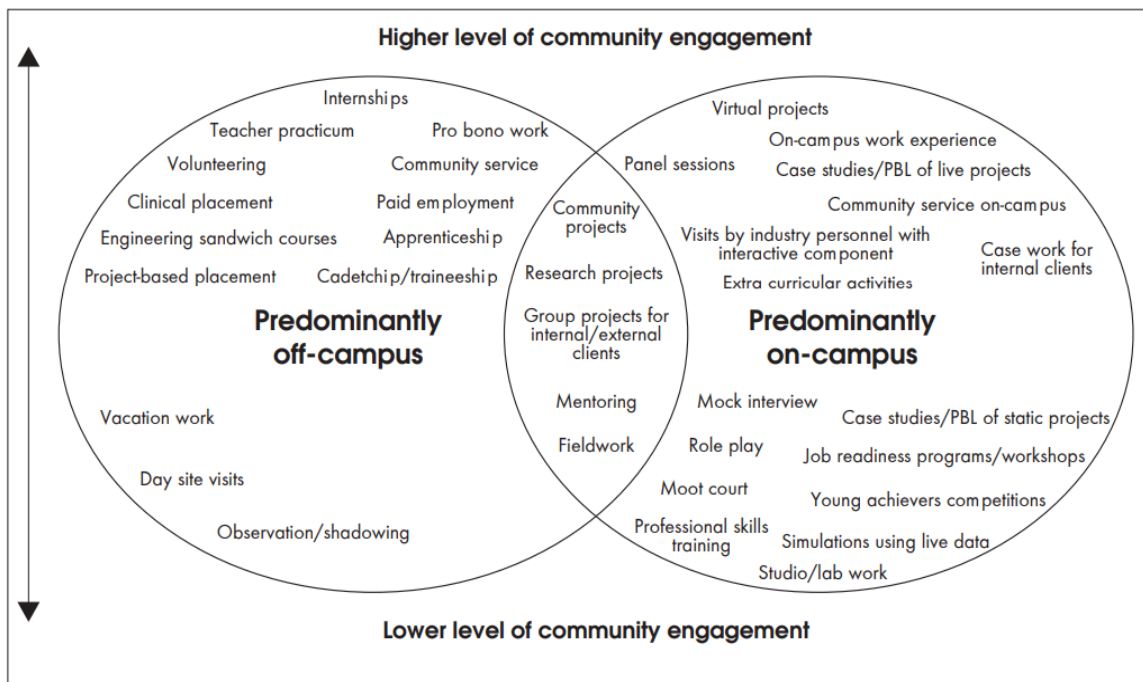 Higher level of community engagement
Internships
Teacher practicum
Pro bono work
Volunteering
Community service
Clinical placement
Paid employment
Engineering sandwich courses
Apprenticeship
Project-based placement
Cadetchip/traineeship
Predominantly
off-campus
Vacation work
Day site visits
Observation/shadowing
Community
projects
Research projects
Group projects for
internal/external
clients
Mentoring
Fieldwork
Virtual projects
On-campus work experience
Panel sessions
Case studies/PBL of live projects
Community service on-campus
Visits by industry personnel with
interactive component
Case work for
internal clients
Extra curricular activities
Predominantly
on-campus
Mock interview
Case studies/PBL of static projects
Role play
Job readiness programs/workshops
Moot court
Young achievers competitions
Professional skills
training
Simulations using live data
Studio/lab work
Lower level of community engagement